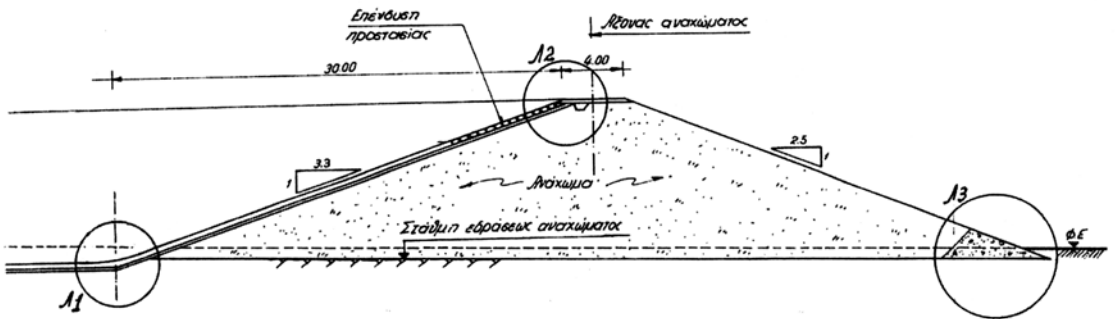 Επένδυση
προστασίας
Άξονας αναχώματος
Λ2
4.00
30.00
3.3
1
2.5
1
Ανάχωμα
Λ3
Στάθμη εδράσεως αναχώματος
ΦΕ
Λ1